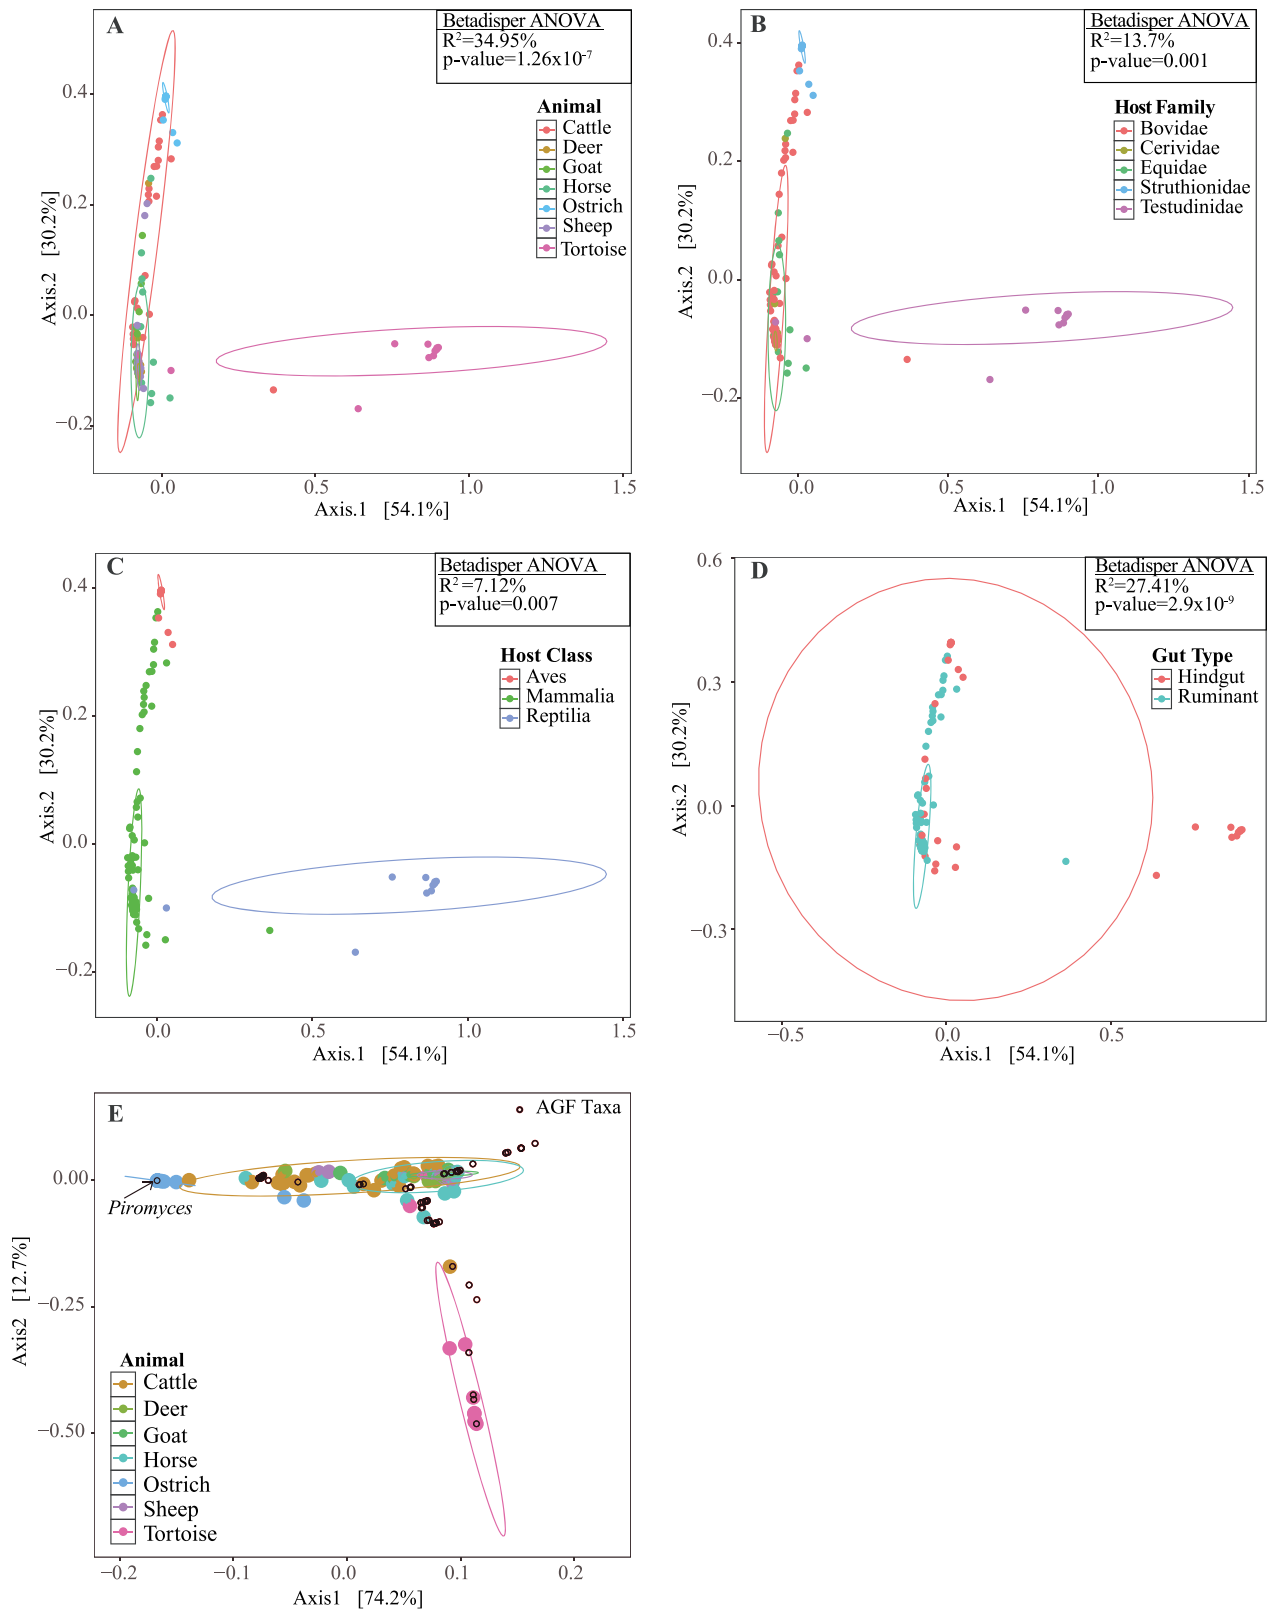 A
Betadisper ANOVA
R²=34.95%
p-value=1.26x10⁻⁷
Animal
Cattle
Deer
Goat
Horse
Ostrich
Sheep
Tortoise
0.4
0.2
0.0
−0.2
Axis.2 [30.2%]
0.0
0.5
1.0
1.5
Axis.1 [54.1%]
B
Betadisper ANOVA
R²=13.7%
p-value=0.001
Host Family
Bovidae
Cerividae
Equidae
Struthionidae
Testudinidae
0.4
0.2
0.0
−0.2
Axis.2 [30.2%]
0.0
0.5
1.0
1.5
Axis.1 [54.1%]
C
Betadisper ANOVA
R²=7.12%
p-value=0.007
Host Class
Aves
Mammalia
Reptilia
0.4
0.2
0.0
−0.2
Axis.2 [30.2%]
0.0
0.5
1.0
1.5
Axis.1 [54.1%]
D
Betadisper ANOVA
R²=27.41%
p-value=2.9x10⁻⁹
Gut Type
Hindgut
Ruminant
0.6
0.3
0.0
−0.3
Axis.2 [30.2%]
−0.5
0.0
0.5
Axis.1 [54.1%]
E
AGF Taxa
Piromyces
Animal
Cattle
Deer
Goat
Horse
Ostrich
Sheep
Tortoise
0.00
−0.25
−0.50
Axis2 [12.7%]
−0.2
−0.1
0.0
0.1
0.2
Axis1 [74.2%]